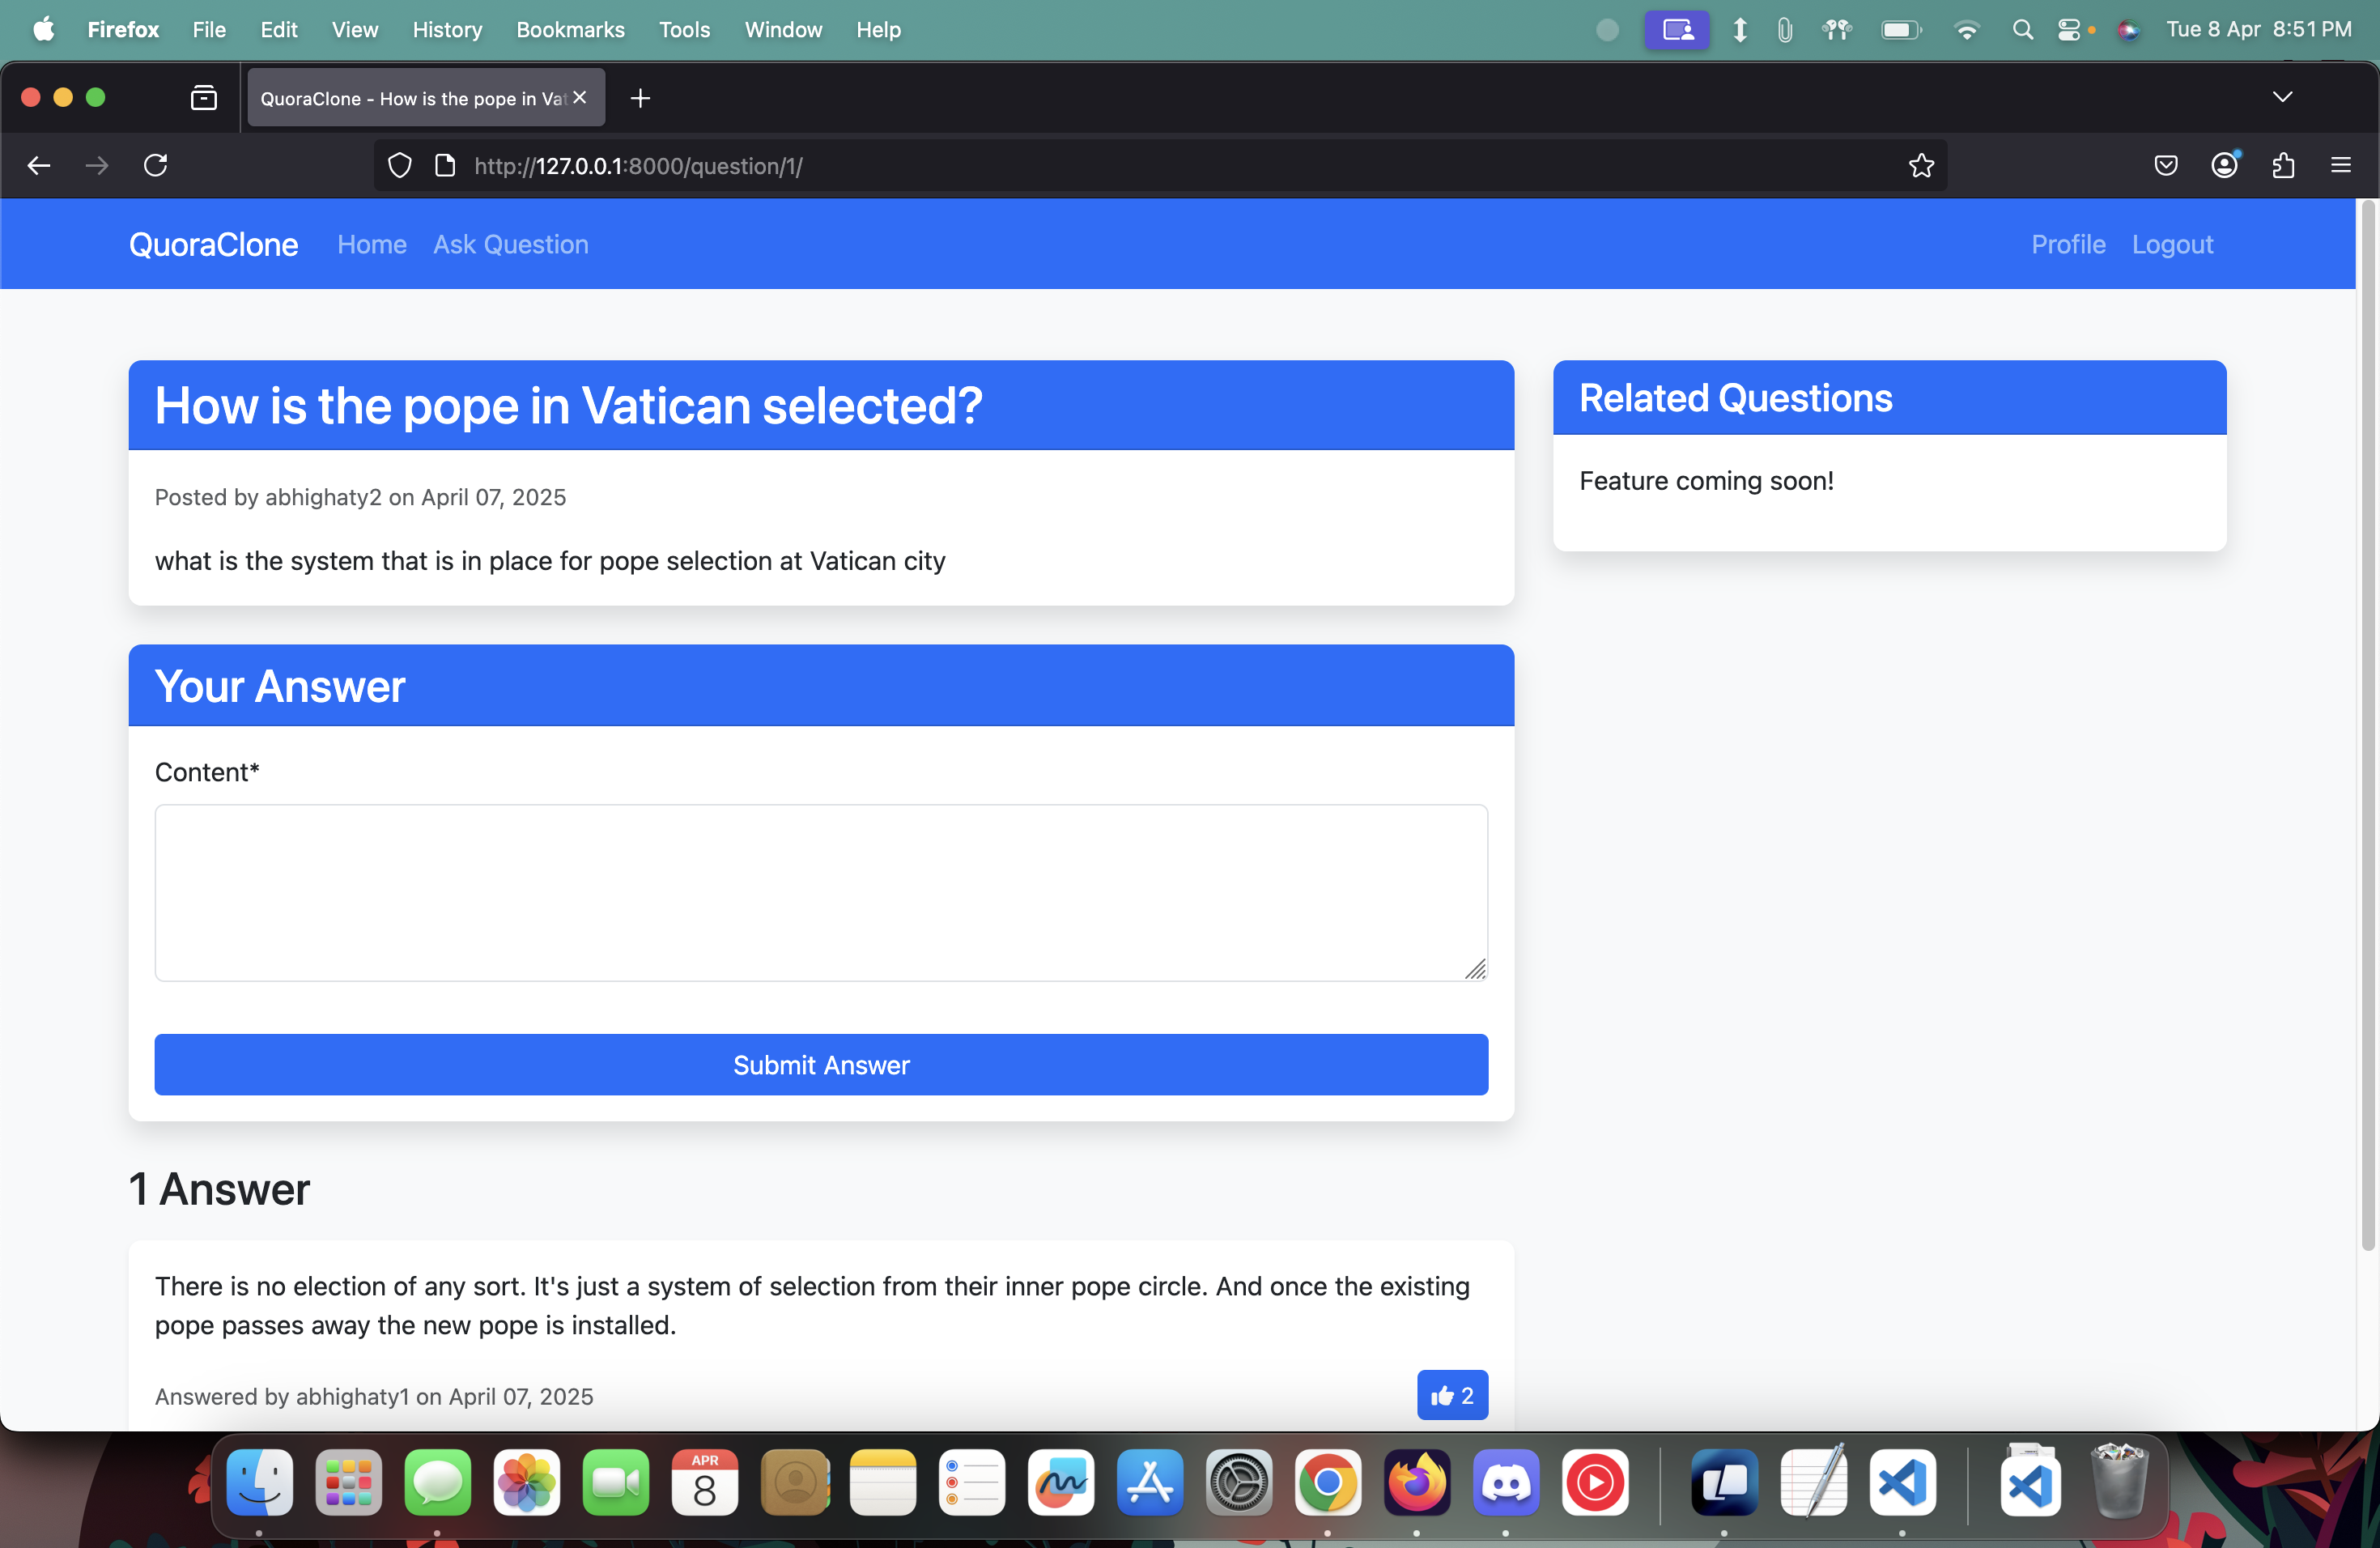 Firefox File Edit View History Bookmarks Tools Window Help Tue 8 Apr 8:51 PM
QuoraClone - How is the pope in Vat
http://127.0.0.1:8000/question/1/
QuoraClone Home Ask Question Profile Logout
How is the pope in Vatican selected?
Posted by abhighaty2 on April 07, 2025
what is the system that is in place for pope selection at Vatican city
Related Questions
Feature coming soon!
Your Answer
Content*
Submit Answer
1 Answer
There is no election of any sort. It's just a system of selection from their inner pope circle. And once the existing
pope passes away the new pope is installed.
Answered by abhighaty1 on April 07, 2025
2
APR
8